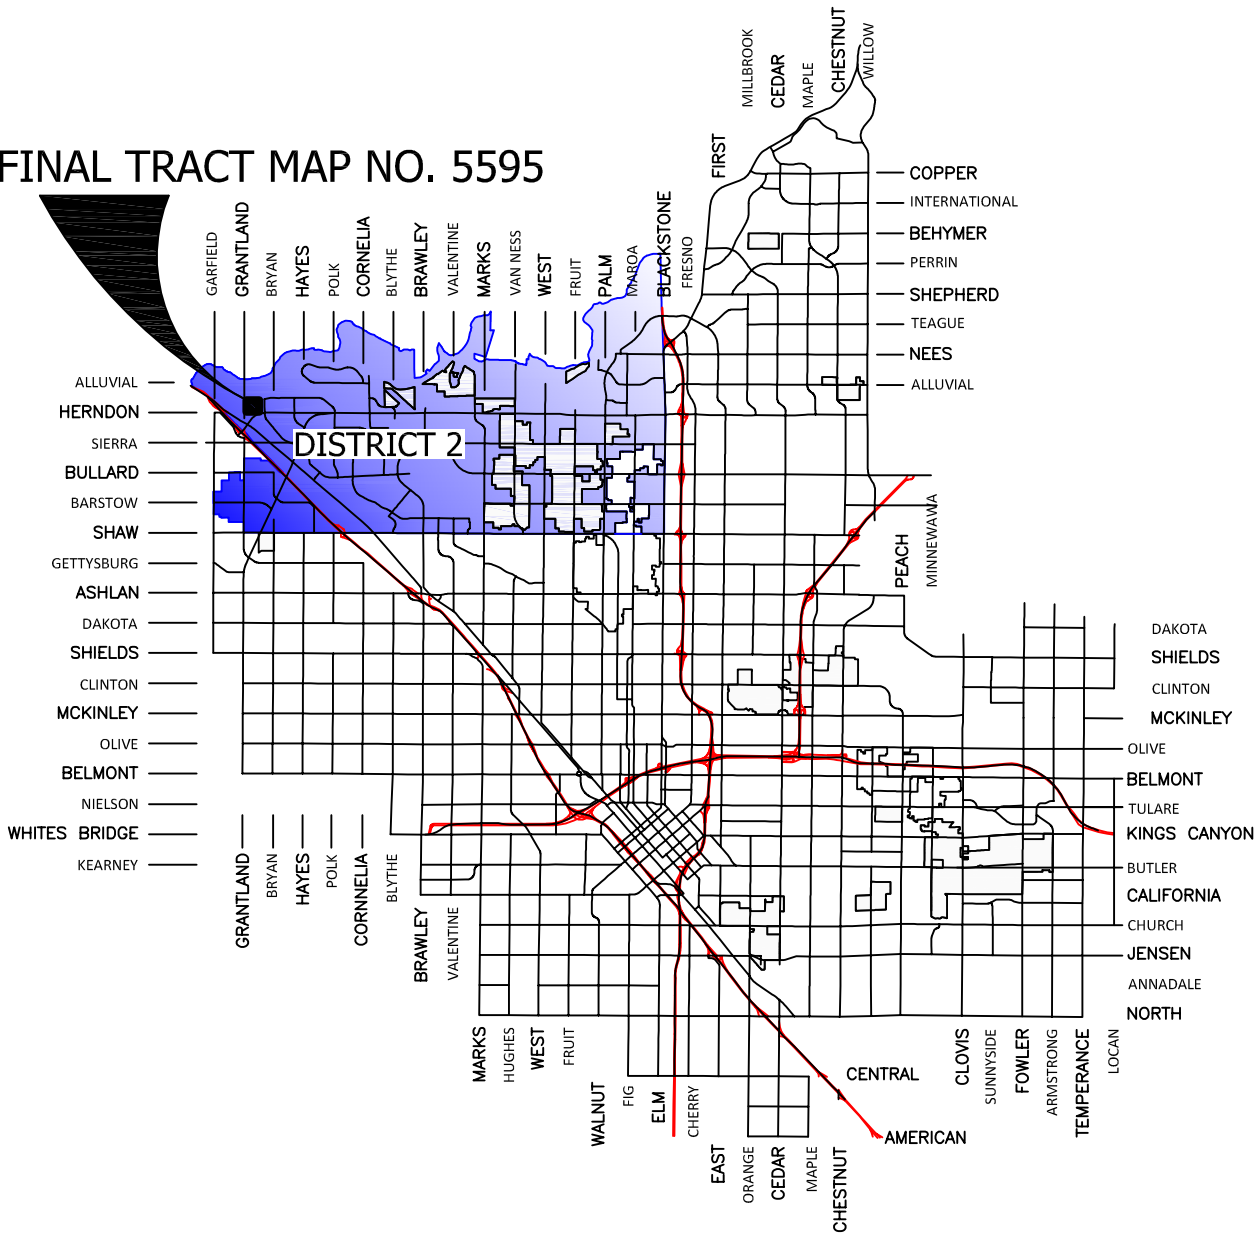 FINAL TRACT MAP NO. 5595
MILLBROOK
CEDAR
MAPLE
CHESTNUT
WILLOW
FIRST
GARFIELD
GRANTLAND
BRYAN
HAYES
POLK
CORNELIA
BLYTHE
BRAWLEY
VALENTINE
MARKS
VAN NESS
WEST
FRUIT
PALM
MAROA
BLACKSTONE
FRESNO
COPPER
INTERNATIONAL
BEHYMER
PERRIN
SHEPHERD
TEAGUE
NEES
ALLUVIAL
ALLUVIAL
HERNDON
SIERRA
BULLARD
BARSTOW
SHAW
GETTYSBURG
ASHLAN
DAKOTA
SHIELDS
CLINTON
MCKINLEY
OLIVE
BELMONT
NIELSON
WHITES BRIDGE
KEARNEY
DISTRICT 2
PEACH
MINNEWAWA
DAKOTA
SHIELDS
CLINTON
MCKINLEY
OLIVE
BELMONT
TULARE
KINGS CANYON
BUTLER
CALIFORNIA
CHURCH
JENSEN
ANNADALE
NORTH
GRANTLAND
BRYAN
HAYES
POLK
CORNNELIA
BLYTHE
BRAWLEY
VALENTINE
MARKS
HUGHES
WEST
FRUIT
WALNUT
FIG
ELM
CHERRY
EAST
ORANGE
CEDAR
MAPLE
CHESTNUT
CENTRAL
AMERICAN
CLOVIS
SUNNYSIDE
FOWLER
ARMSTRONG
TEMPERANCE
LOCAN